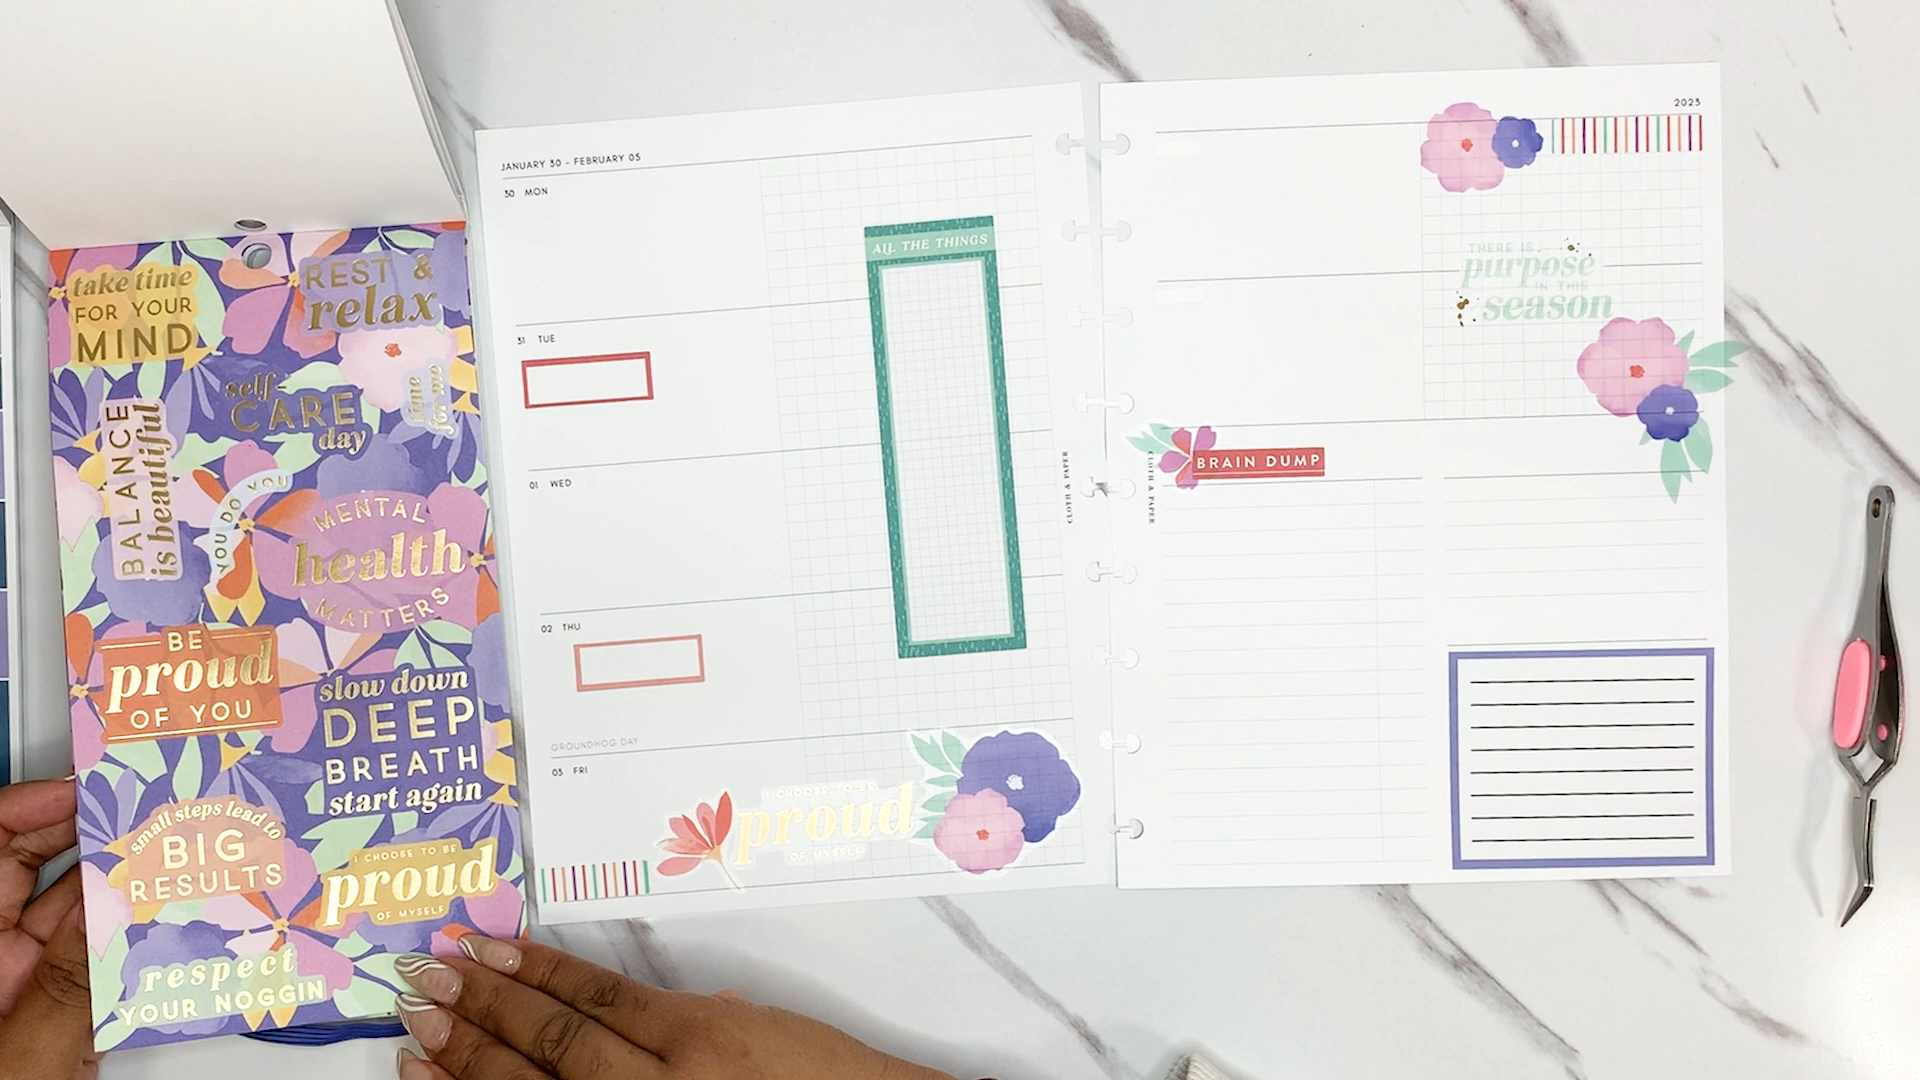 take time
FOR YOUR
MIND
REST &
relax
self-
CARE
day
time
for me
BALANCE
is beautiful
YOU DO YOU
MENTAL
health
MATTERS
BE
proud
OF YOU
slow down
DEEP
BREATH
start again
small steps lead to
BIG
RESULTS
I CHOOSE TO BE
proud
OF MYSELF
respect
YOUR NOGGIN
JANUARY 30 - FEBRUARY 05
30 MON
31 TUE
01 WED
02 THU
GROUNDHOG DAY
03 FRI
ALL THE THINGS
I CHOOSE TO BE
proud
OF MYSELF
CLOTH & PAPER
CLOTH & PAPER
2023
THERE IS
purpose
IN THIS
season
BRAIN DUMP